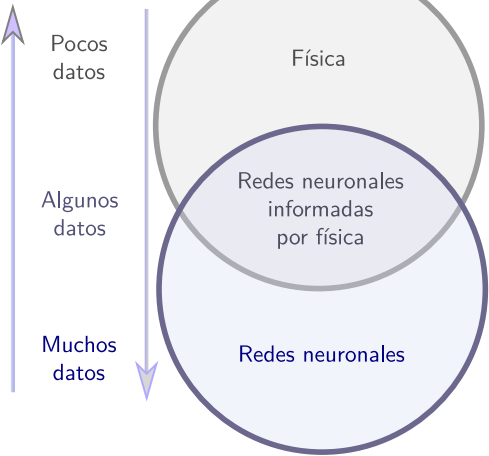 Pocos
datos
Física
Algunos
datos
Redes neuronales
informadas
por física
Muchos
datos
Redes neuronales